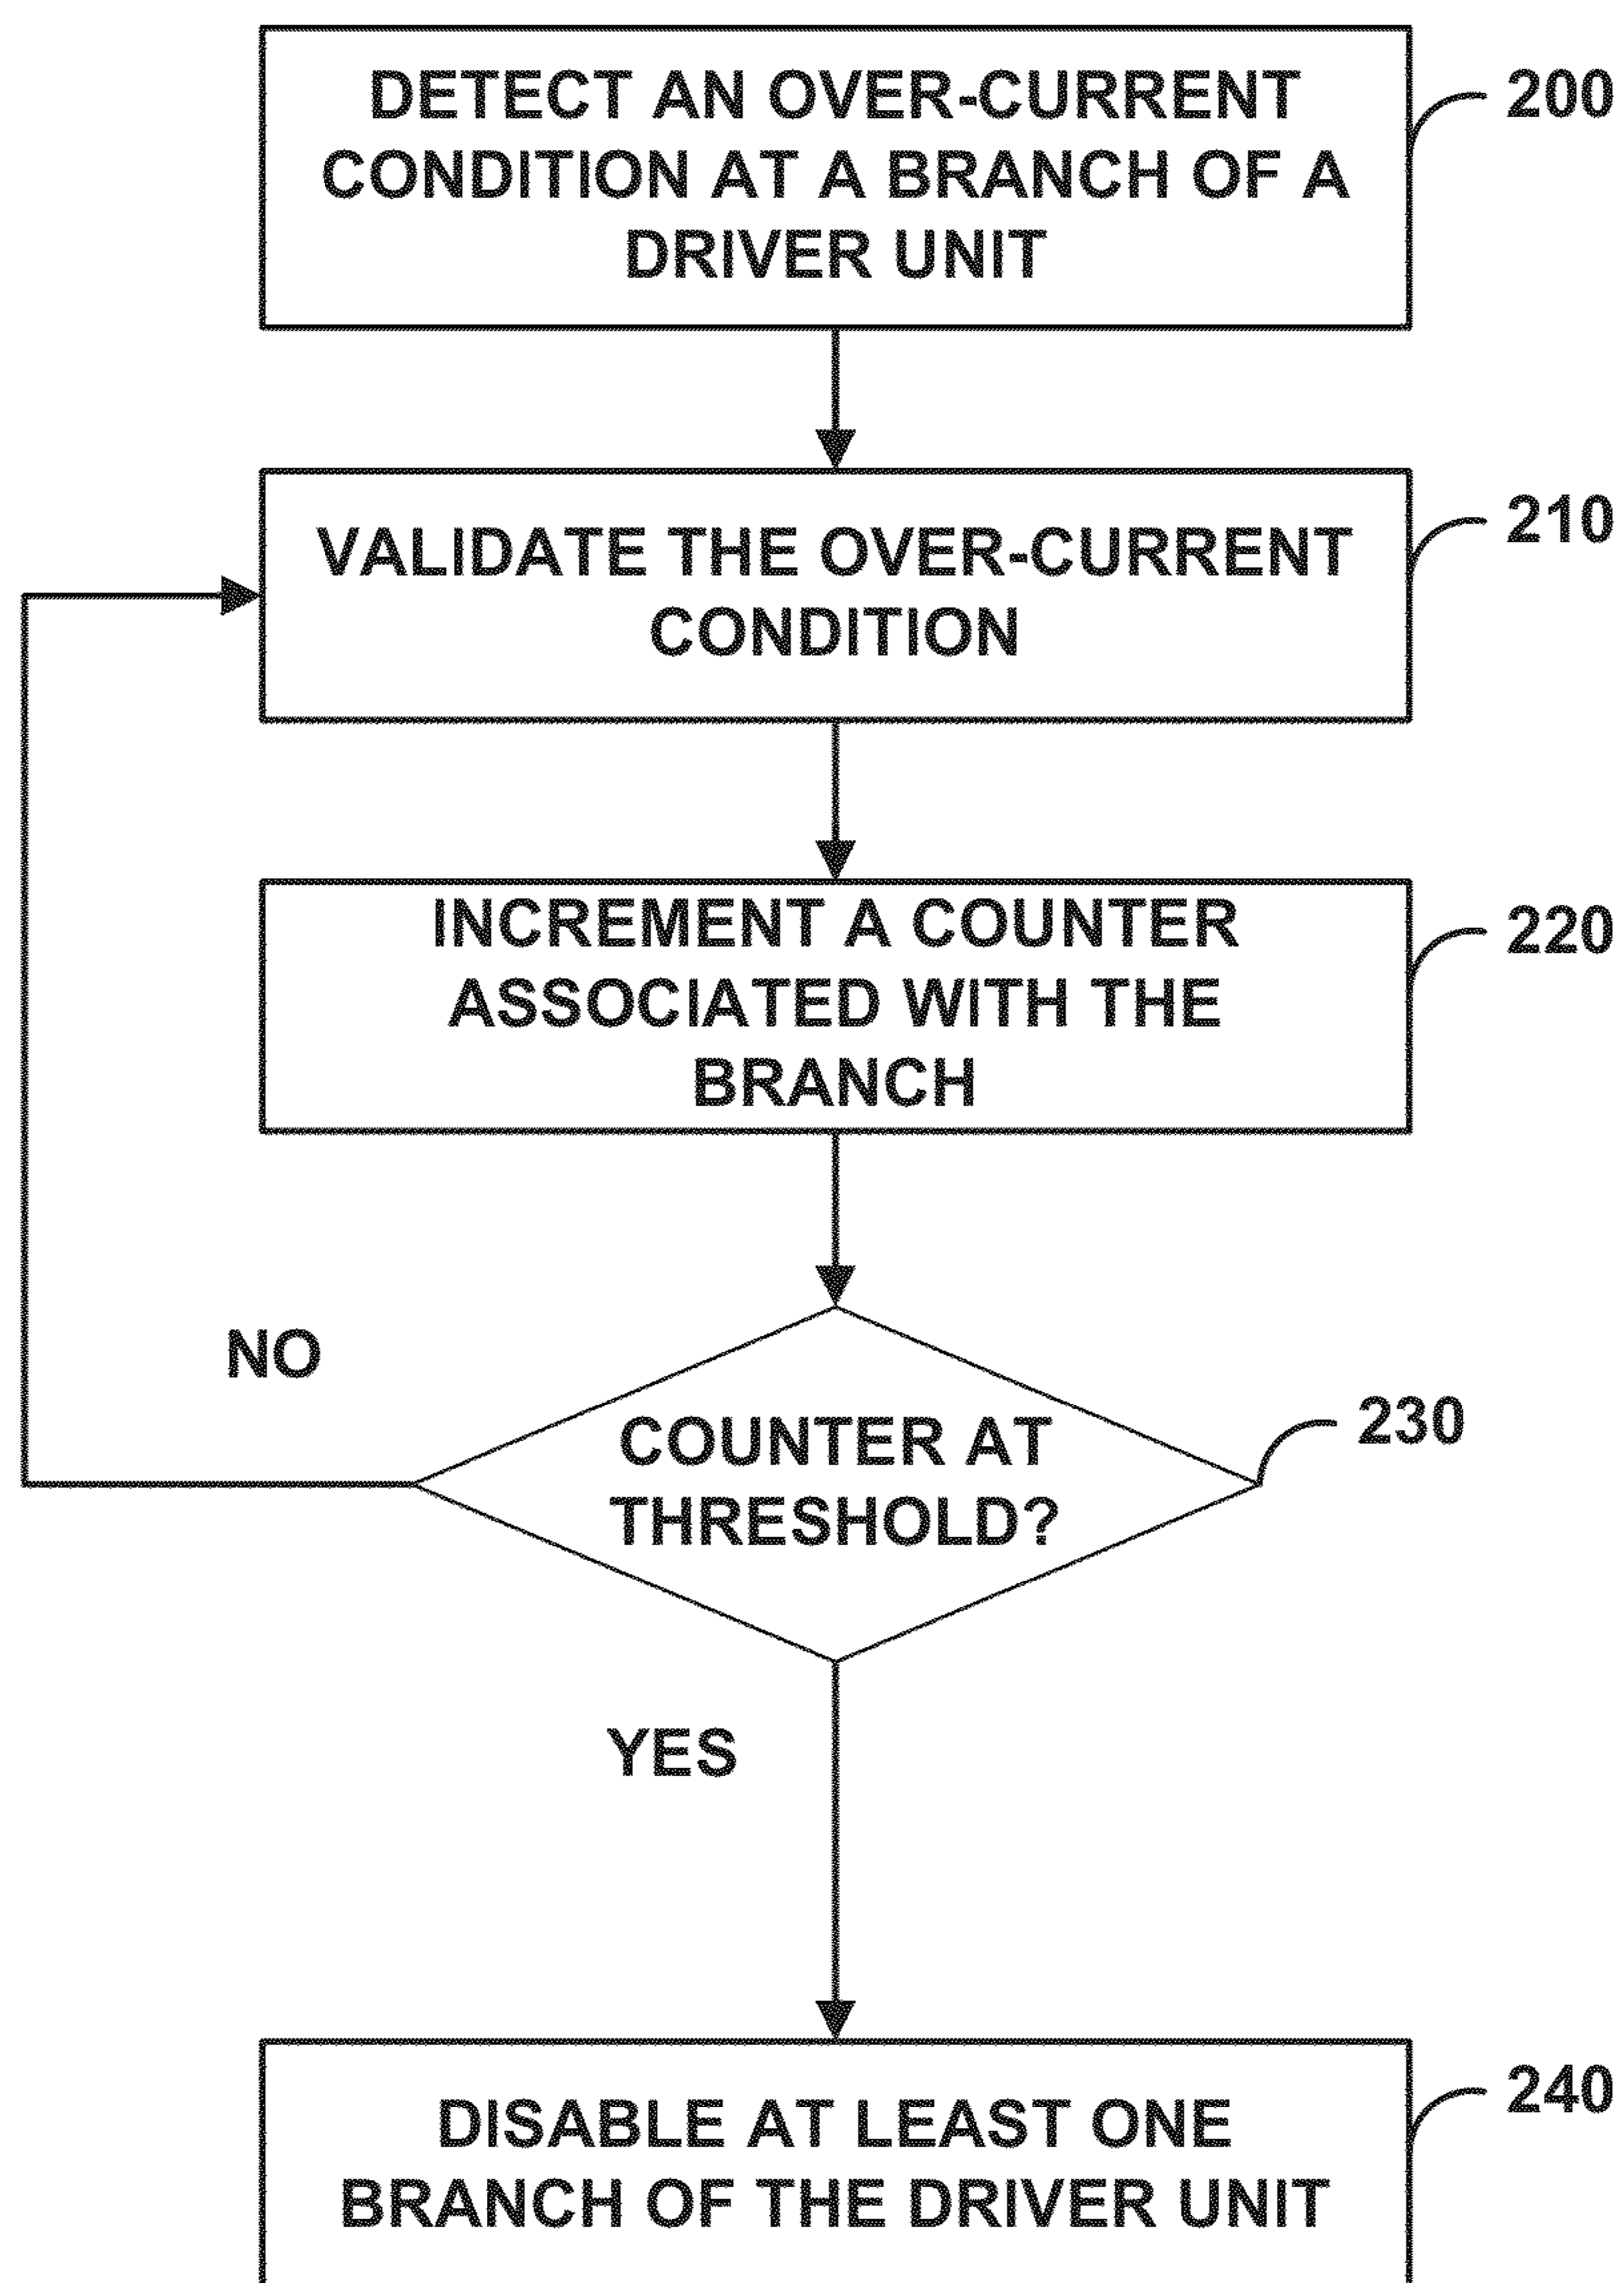 DETECT AN OVER-CURRENT
CONDITION AT A BRANCH OF A
DRIVER UNIT
200
VALIDATE THE OVER-CURRENT
CONDITION
210
INCREMENT A COUNTER
ASSOCIATED WITH THE
BRANCH
220
NO
COUNTER AT
THRESHOLD?
230
YES
DISABLE AT LEAST ONE
BRANCH OF THE DRIVER UNIT
240